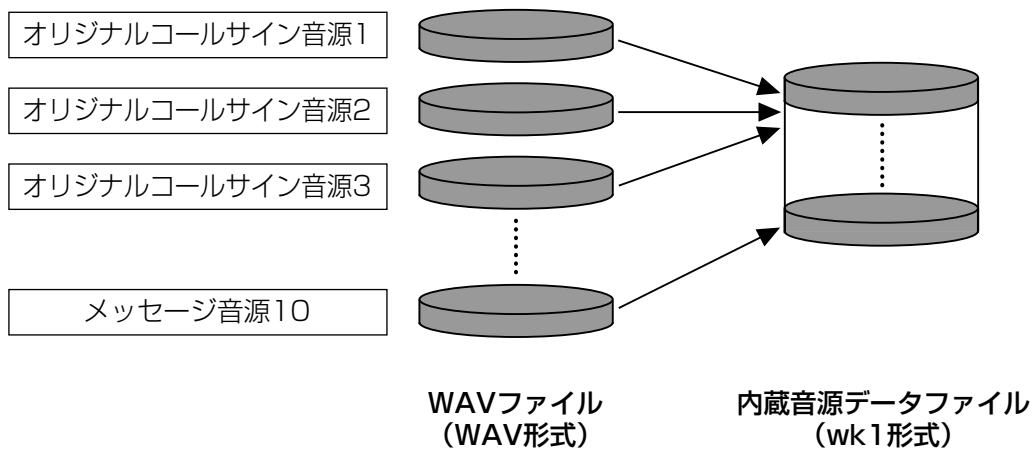 オリジナルコールサイン音源1
オリジナルコールサイン音源2
オリジナルコールサイン音源3
メッセージ音源10
WAVファイル
（WAV形式）
内蔵音源データファイル
（wk1形式）